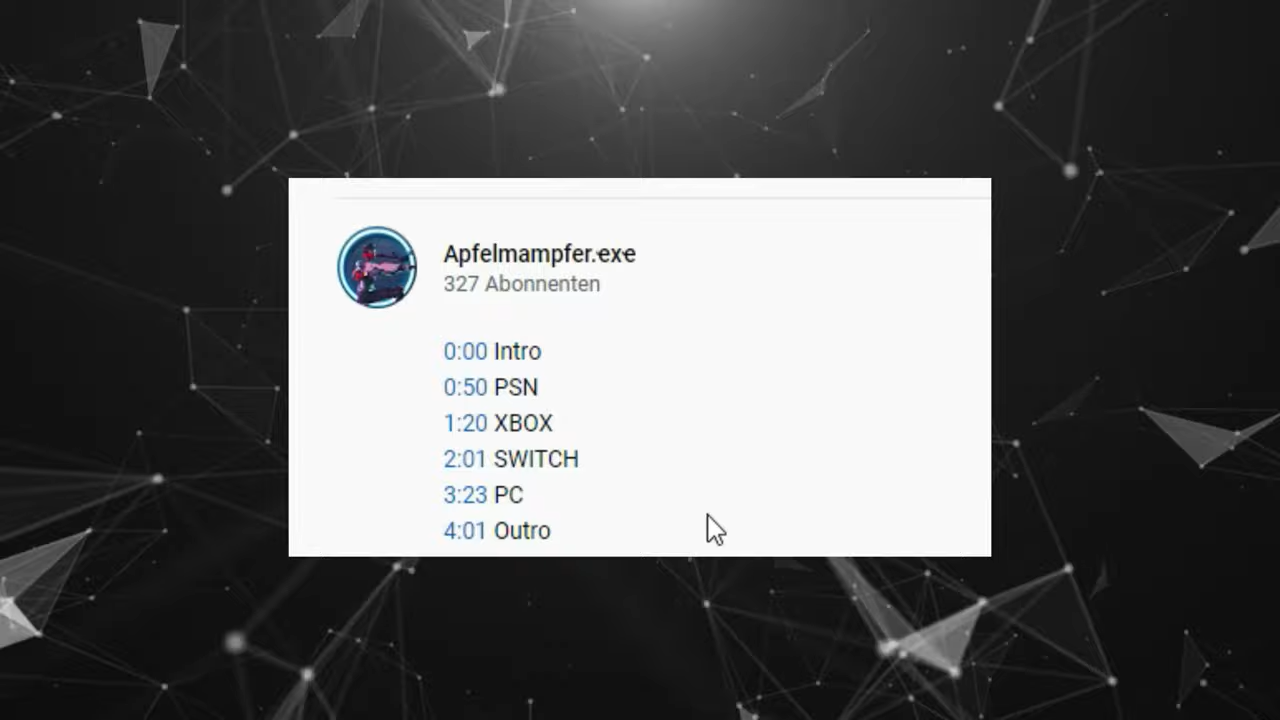 Apfelmampfer.exe
327 Abonnenten
0:00 Intro
0:50 PSN
1:20 XBOX
2:01 SWITCH
3:23 PC
4:01 Outro